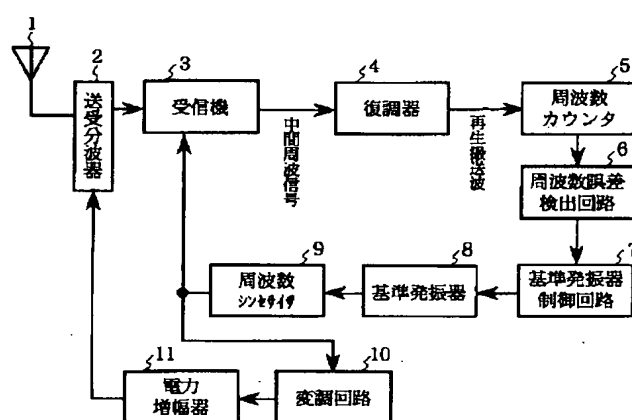 1
2
送受分波器
3
受信機
中間周波信号
4
復調器
再生搬送波
5
周波数
カウンタ
6
周波数誤差
検出回路
7
基準発振器
制御回路
8
基準発振器
9
周波数
シンセサイザ
10
変調回路
11
電力
増幅器